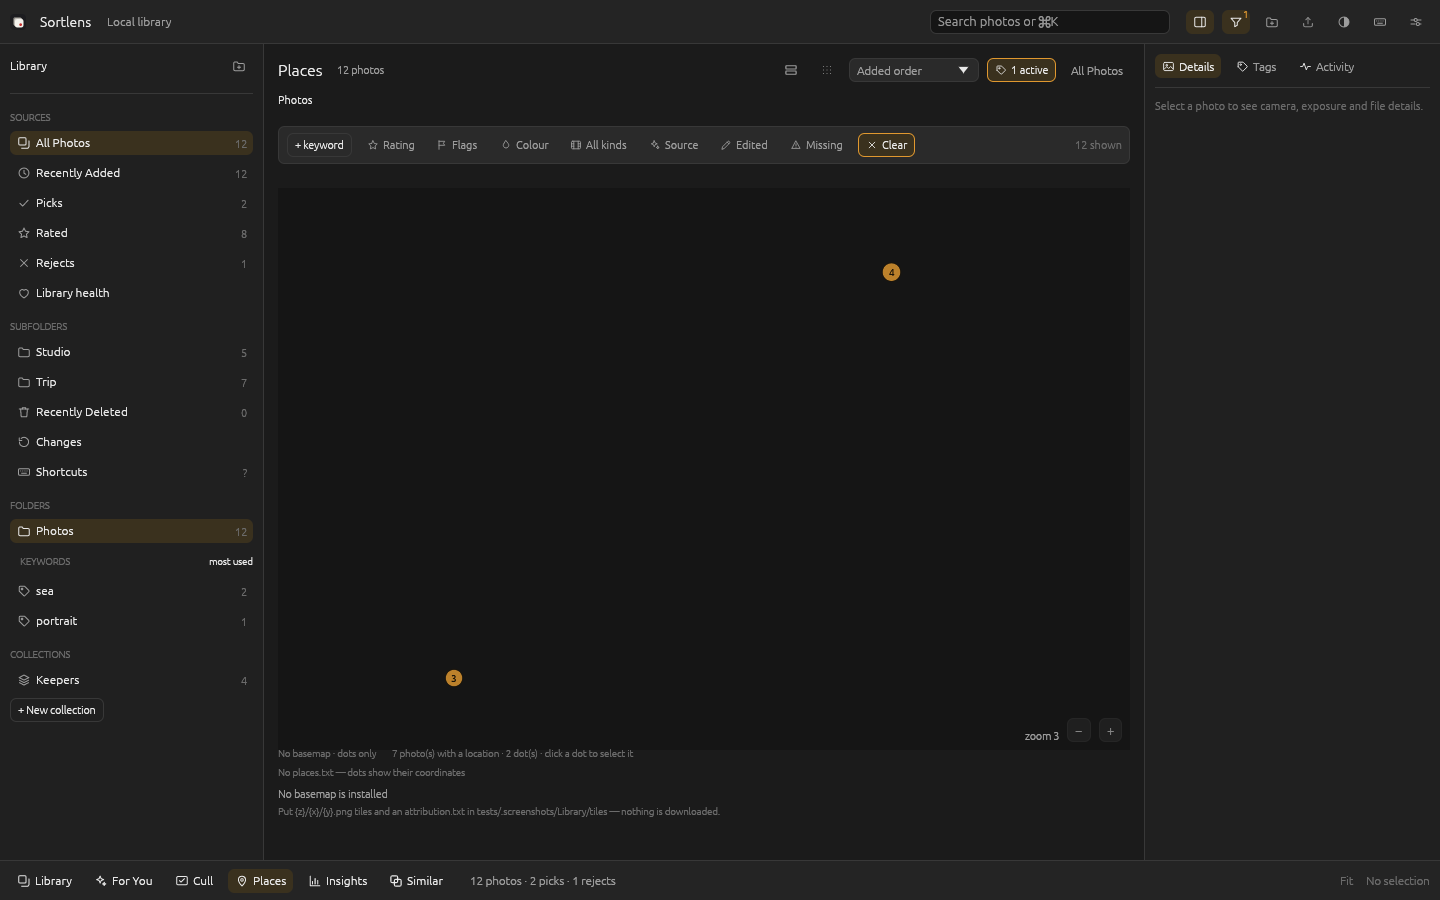 Sortlens Local library Search photos or ⌘K 1
Library
SOURCES
All Photos 12
Recently Added 12
Picks 2
Rated 8
Rejects 1
Library health
SUBFOLDERS
Studio 5
Trip 7
Recently Deleted 0
Changes
Shortcuts ?
FOLDERS
Photos 12
KEYWORDS most used
sea 2
portrait 1
COLLECTIONS
Keepers 4
+ New collection
Places 12 photos Added order 1 active All Photos
Photos
+ keyword Rating Flags Colour All kinds Source Edited Missing Clear 12 shown
4
3
zoom 3 − +
No basemap · dots only 7 photo(s) with a location · 2 dot(s) · click a dot to select it
No places.txt — dots show their coordinates
No basemap is installed
Put {z}/{x}/{y}.png tiles and an attribution.txt in tests/.screenshots/Library/tiles — nothing is downloaded.
Details Tags Activity
Select a photo to see camera, exposure and file details.
Library For You Cull Places Insights Similar 12 photos · 2 picks · 1 rejects Fit No selection